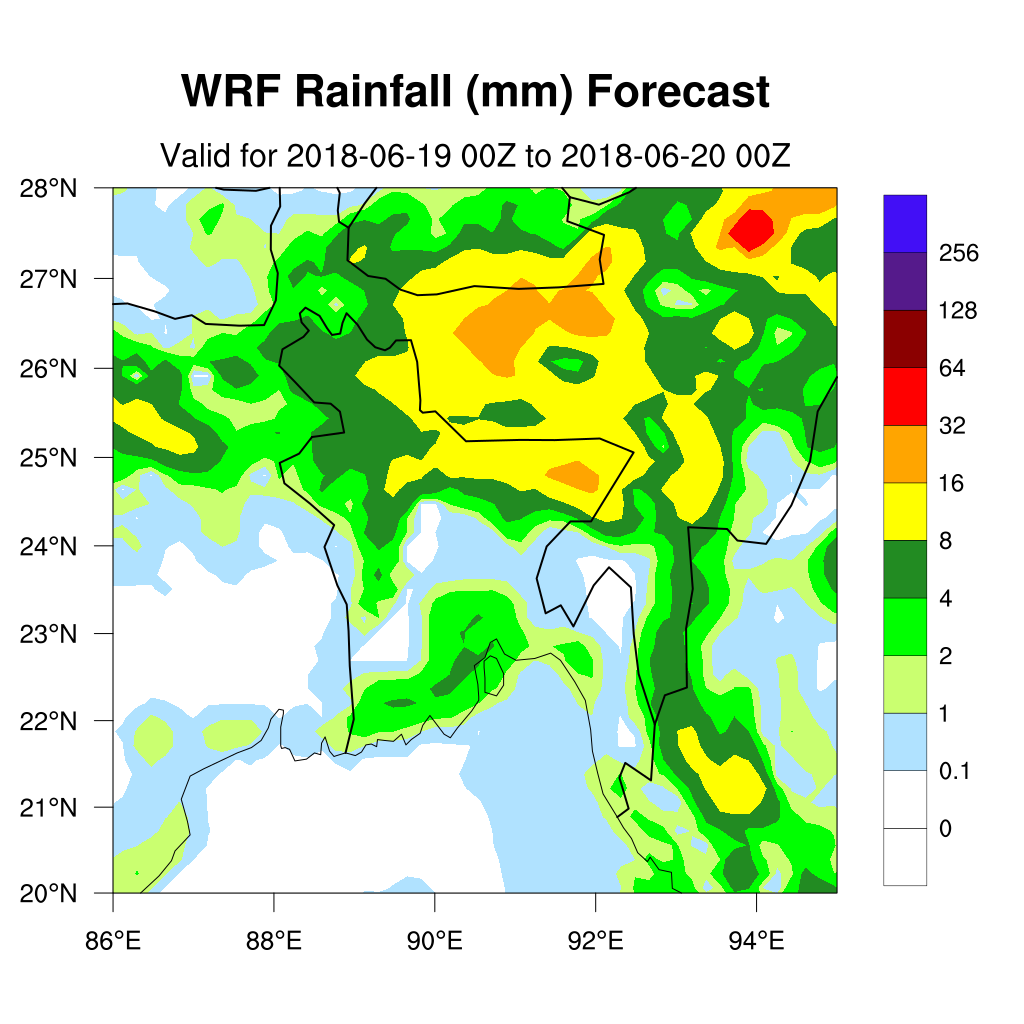 WRF Rainfall (mm) Forecast
Valid for 2018-06-19 00Z to 2018-06-20 00Z
28°N
27°N
26°N
25°N
24°N
23°N
22°N
21°N
20°N
86°E 88°E 90°E 92°E 94°E
256
128
64
32
16
8
4
2
1
0.1
0